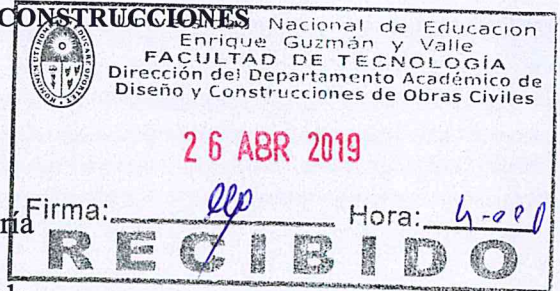 CONSTRUCCIONES
Nacional de Educación
Enrique Guzmán y Valle
FACULTAD DE TECNOLOGÍA
Dirección del Departamento Académico de
Diseño y Construcciones de Obras Civiles
26 ABR 2019
Firma: Hora:
RECIBIDO